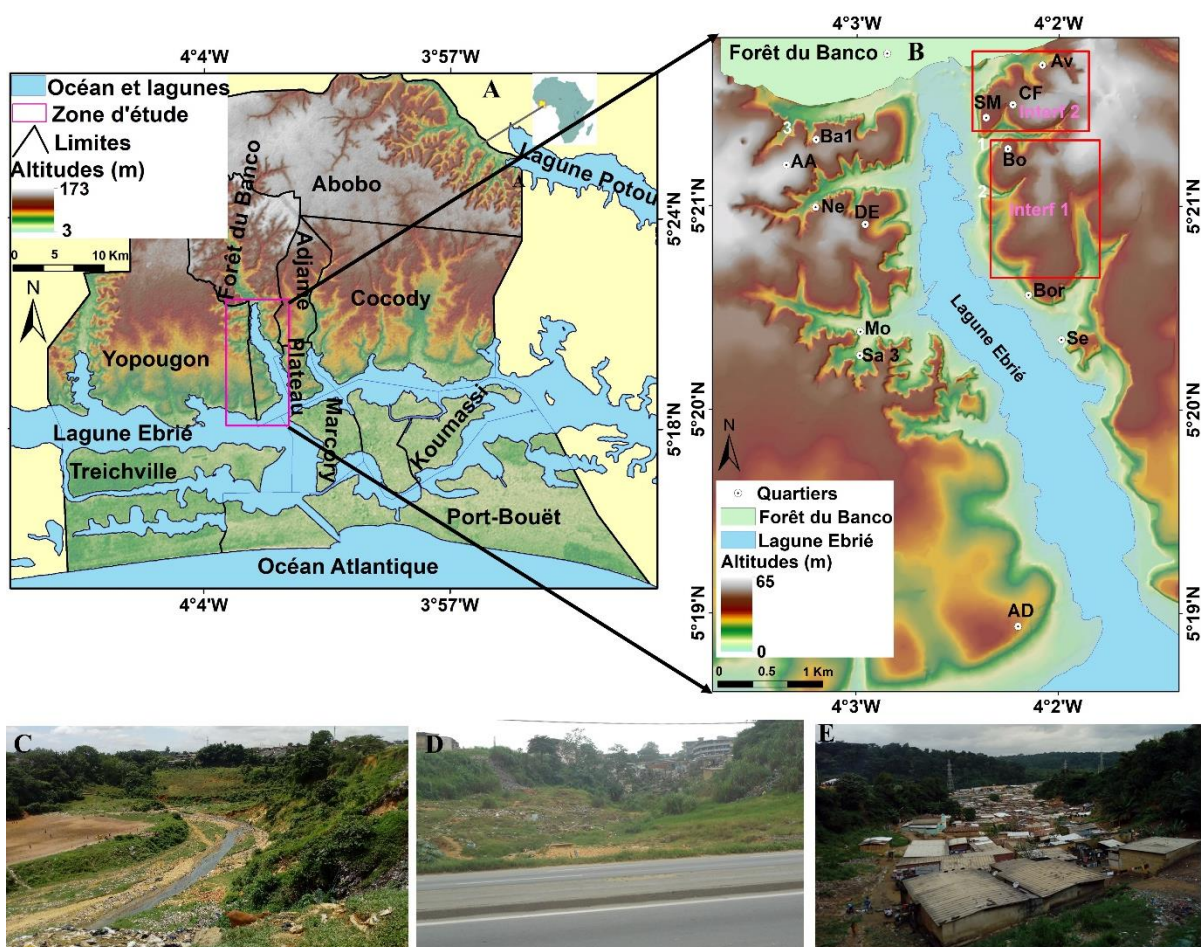 4°4'W
3°57'W
A
Océan et lagunes
Zone d'étude
Limites
Altitudes (m)
173
3
0
5
10 Km
N
Forêt du Banco
Abobo
Adjamé
Cocody
Yopougon
Plateau
Lagune Potou
A
Lagune Ebrié
Treichville
Marcory
Koumassi
Port-Bouët
Océan Atlantique
5°24'N
5°18'N
4°4'W
3°57'W
4°3'W
4°2'W
Forêt du Banco
B
Av
CF
SM
Interf 2
3
Ba1
AA
1
Bo
2
Ne
DE
Interf 1
Bor
Mo
Sa 3
Se
Lagune Ebrié
AD
N
Quartiers
Forêt du Banco
Lagune Ebrié
Altitudes (m)
65
0
0
0.5
1 Km
5°21'N
5°20'N
5°19'N
5°21'N
5°20'N
5°19'N
4°3'W
4°2'W
C
D
E